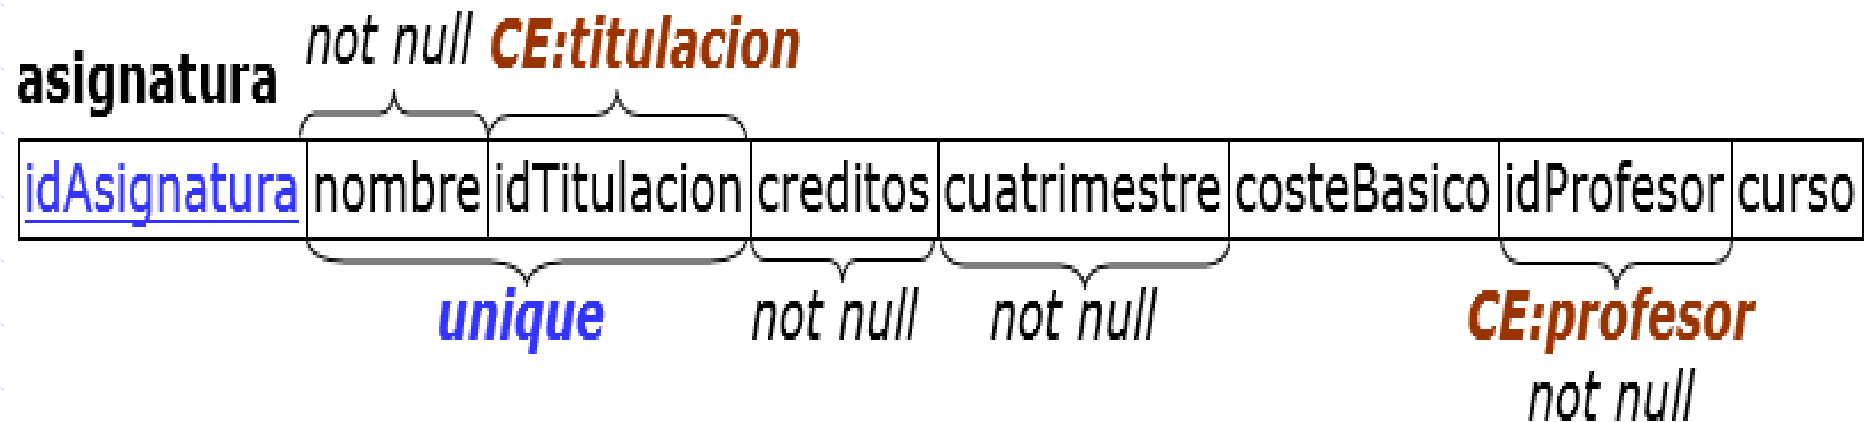 not null CE:titulacion
asignatura
idAsignatura nombre idTitulacion creditos cuatrimestre costeBasico idProfesor curso
unique not null not null CE:profesor
not null